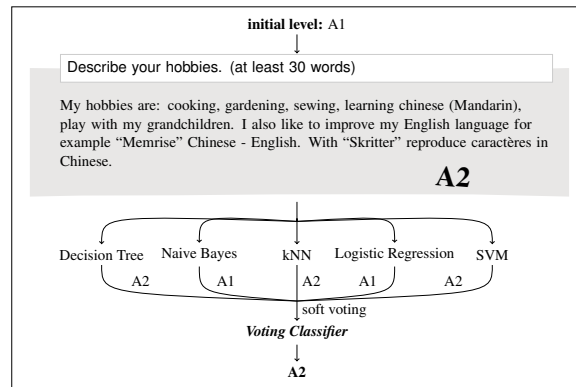 initial level: A1
Describe your hobbies. (at least 30 words)
My hobbies are: cooking, gardening, sewing, learning chinese (Mandarin),
play with my grandchildren. I also like to improve my English language for
example “Memrise” Chinese - English. With “Skritter” reproduce caractères in
Chinese.
A2
Decision Tree Naive Bayes kNN Logistic Regression SVM
A2 A1 A2 A1 A2
soft voting
Voting Classifier
A2